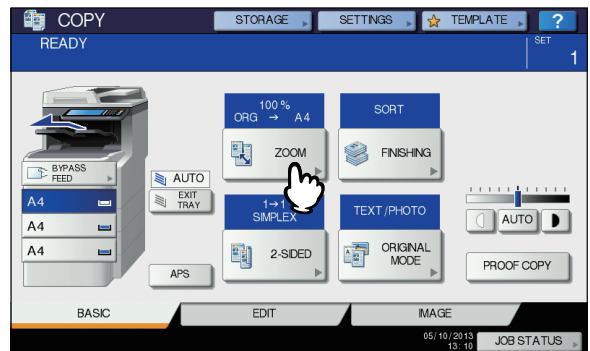 COPY
STORAGE
SETTINGS
TEMPLATE
?
READY
SET
1
100 %
ORG → A4
ZOOM
SORT
FINISHING
BYPASS
FEED
AUTO
EXIT
TRAY
A4
A4
A4
APS
1→1
SIMPLEX
2-SIDED
TEXT/PHOTO
ORIGINAL
MODE
AUTO
PROOF COPY
BASIC
EDIT
IMAGE
05/10/2013
13:10
JOB STATUS